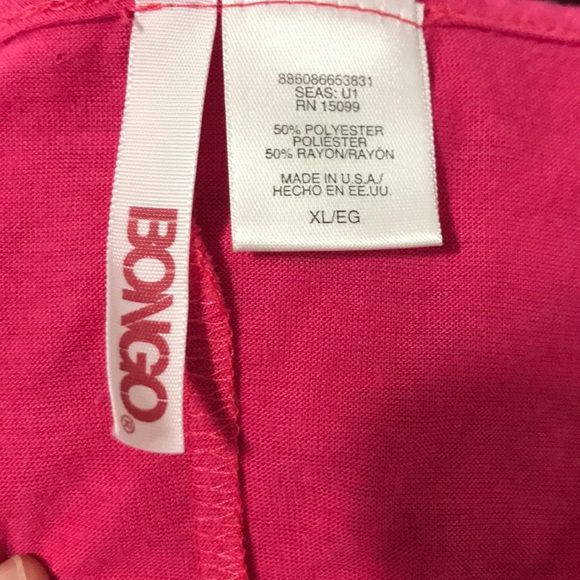 BONGO®
886086653831
SEAS: U1
RN 15099
50% POLYESTER
POLIESTER
50% RAYON/RAYÓN
MADE IN U.S.A./
HECHO EN EE.UU.
XL/EG